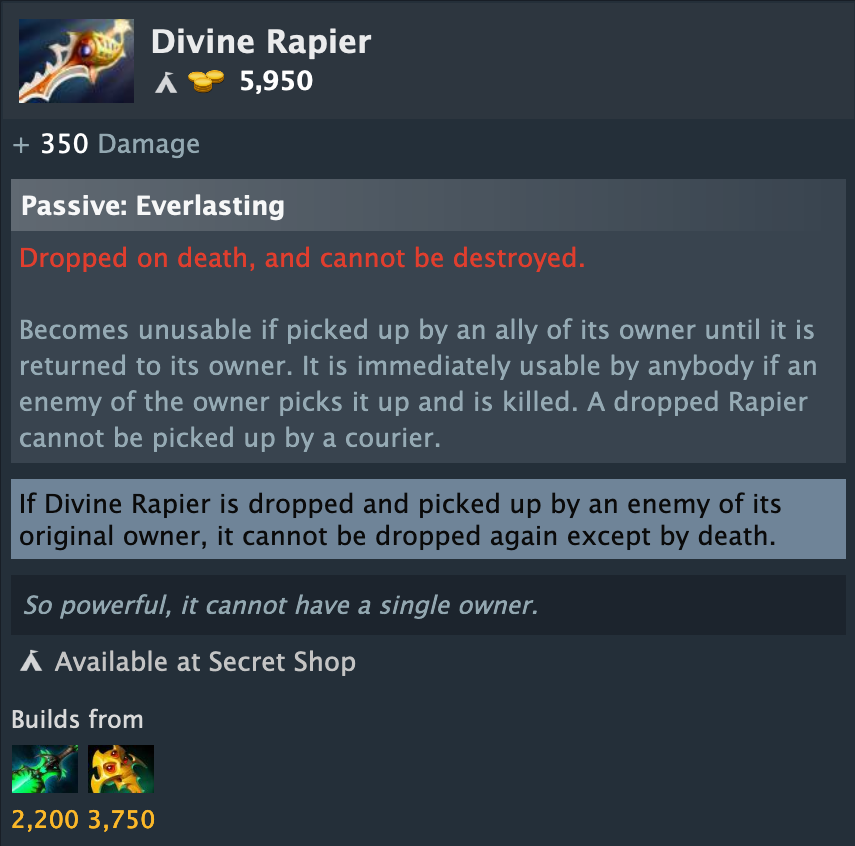 Divine Rapier
5,950
+ 350 Damage
Passive: Everlasting
Dropped on death, and cannot be destroyed.
Becomes unusable if picked up by an ally of its owner until it is
returned to its owner. It is immediately usable by anybody if an
enemy of the owner picks it up and is killed. A dropped Rapier
cannot be picked up by a courier.
If Divine Rapier is dropped and picked up by an enemy of its
original owner, it cannot be dropped again except by death.
So powerful, it cannot have a single owner.
Available at Secret Shop
Builds from
2,200 3,750